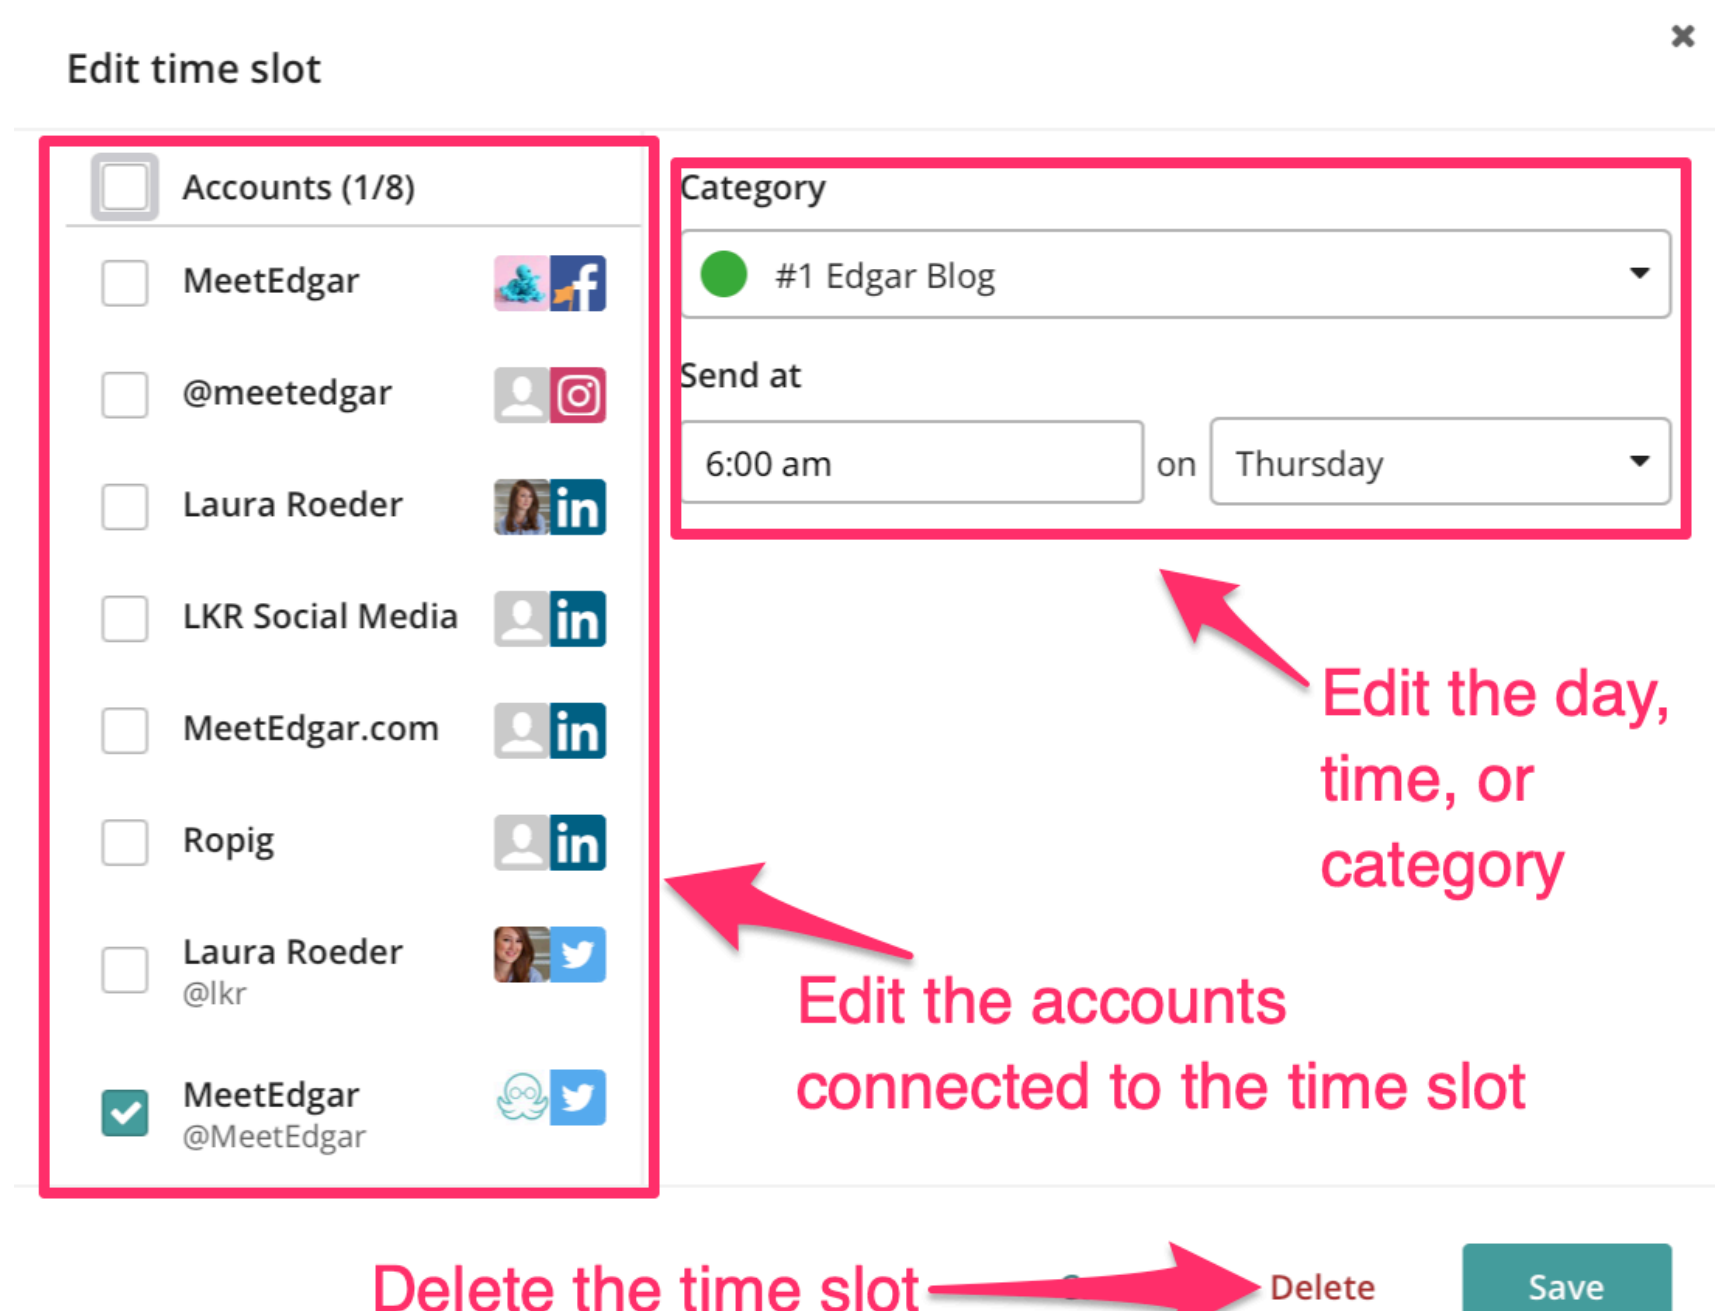 Edit time slot
Accounts (1/8)
MeetEdgar
@meetedgar
Laura Roeder
LKR Social Media
MeetEdgar.com
Ropig
Laura Roeder
@lkr
MeetEdgar
@MeetEdgar
Category
#1 Edgar Blog
Send at
6:00 am on Thursday
Edit the day,
time, or
category
Edit the accounts
connected to the time slot
Delete the time slot
Delete
Save